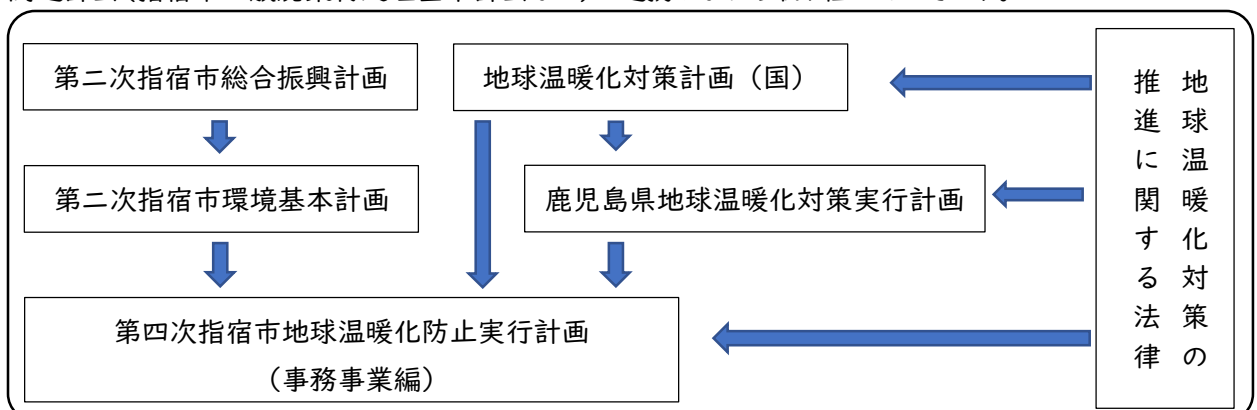 第二次指宿市総合振興計画
地球温暖化対策計画（国）
第二次指宿市環境基本計画
鹿児島県地球温暖化対策実行計画
第四次指宿市地球温暖化防止実行計画
（事務事業編）
地球温暖化対策の
推進に関する法律